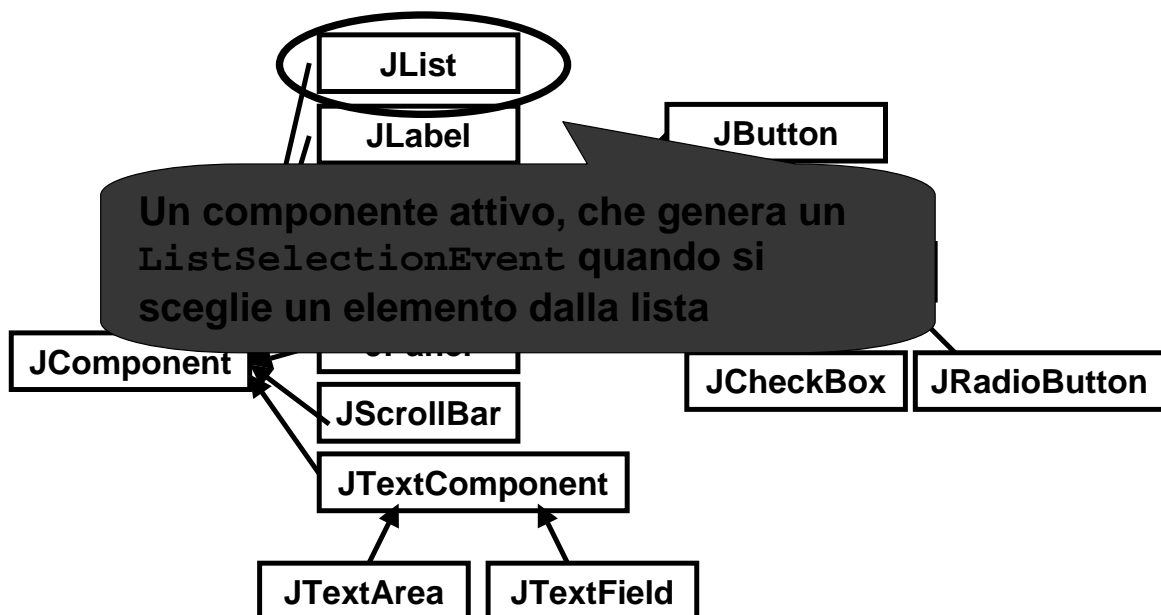 JList
JLabel
JButton
Un componente attivo, che genera un
ListSelectionEvent quando si
sceglie un elemento dalla lista
JComponent
JPanel
JCheckBox
JRadioButton
JScrollBar
JTextComponent
JTextArea
JTextField